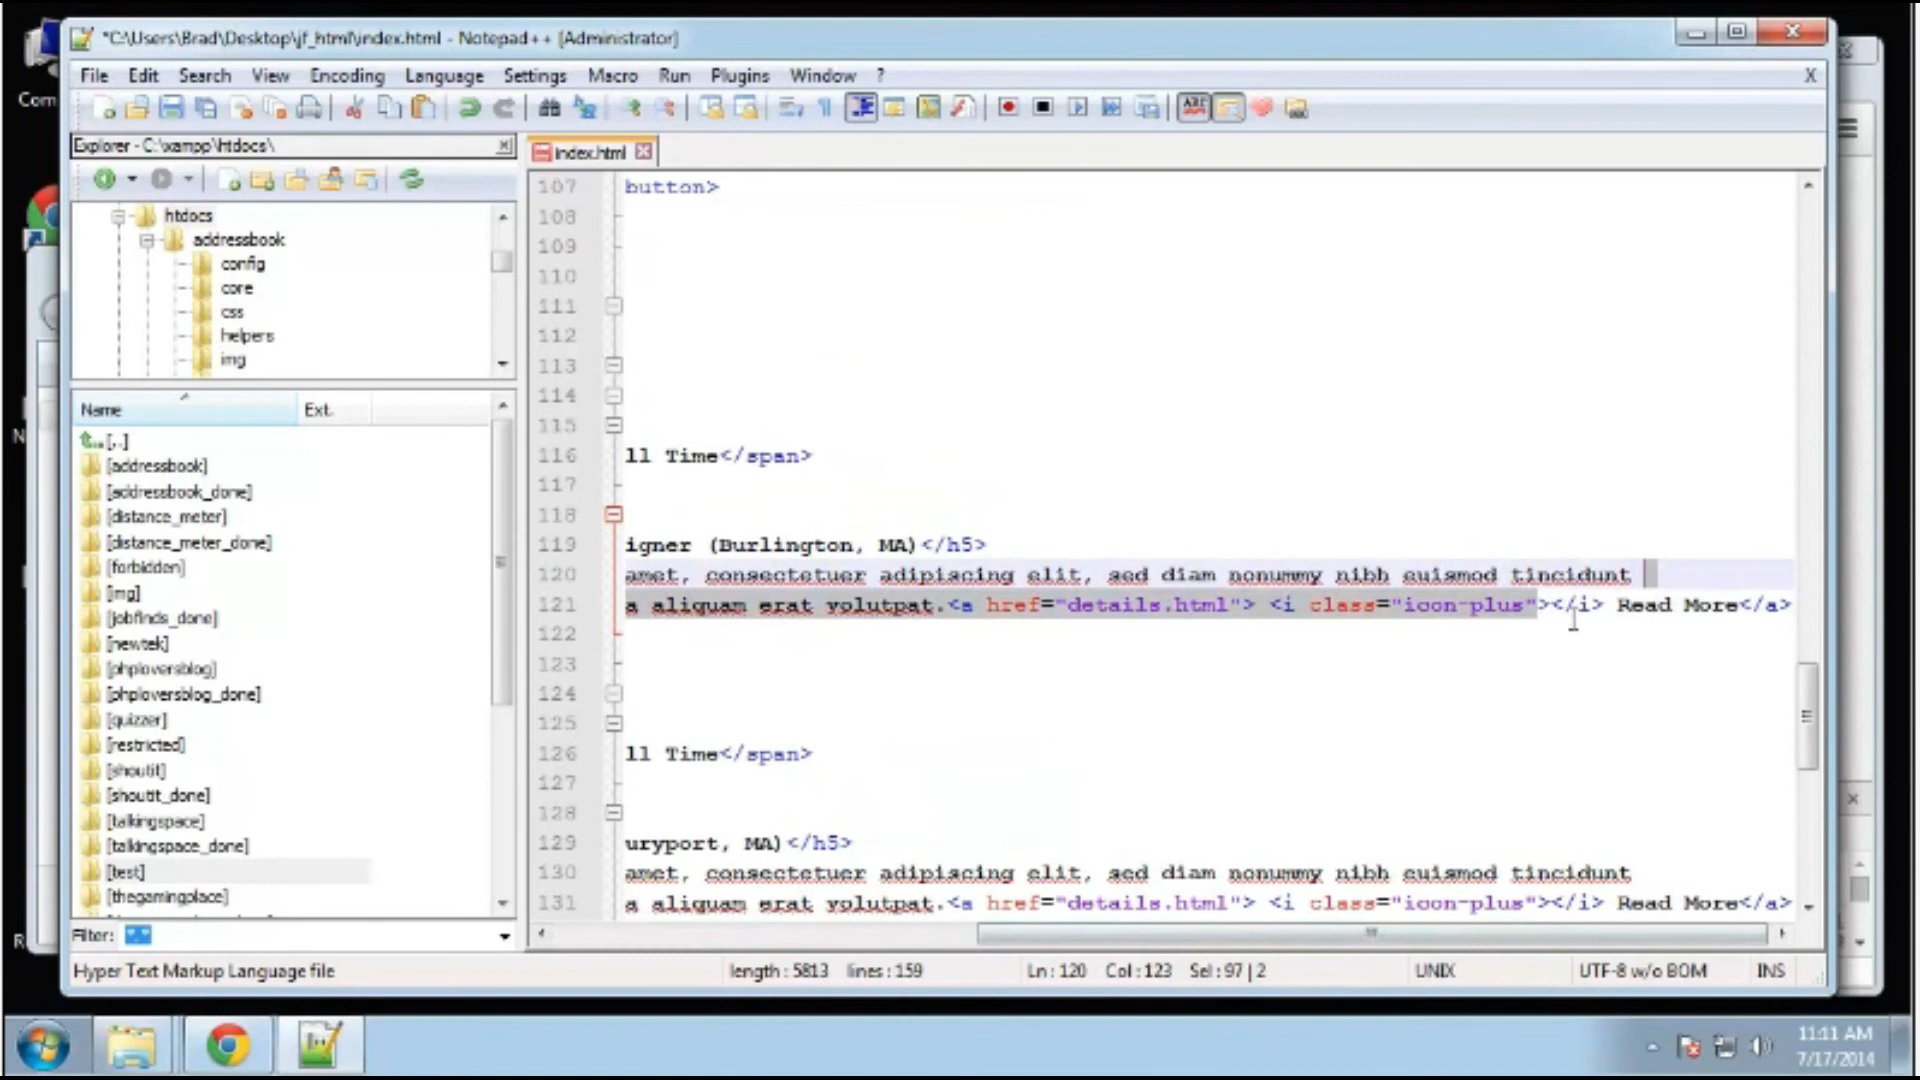 *C:\Users\Brad\Desktop\jf_html\index.html - Notepad++ [Administrator]
File Edit Search View Encoding Language Settings Macro Run Plugins Window ?
X
Com
Explorer - C:\xampp\htdocs\
index.html
htdocs
addressbook
config
core
css
helpers
img
Name Ext.
[..]
[addressbook]
[addressbook_done]
[distance_meter]
[distance_meter_done]
[forbidden]
[img]
[jobfinds_done]
[newtek]
[phploversblog]
[phploversblog_done]
[quizzer]
[restricted]
[shoutit]
[shoutit_done]
[talkingspace]
[talkingspace_done]
[test]
[thegamingplace]
Filter: *.*
107 button>
108
109
110
111
112
113
114
115
116 ll Time</span>
117
118
119 igner (Burlington, MA)</h5>
120 amet, consectetuer adipiscing elit, sed diam nonummy nibh euismod tincidunt
121 a aliquam erat volutpat.<a href="details.html"> <i class="icon-plus"></i> Read More</a>
122
123
124
125
126 ll Time</span>
127
128
129 uryport, MA)</h5>
130 amet, consectetuer adipiscing elit, sed diam nonummy nibh euismod tincidunt
131 a aliquam erat volutpat.<a href="details.html"> <i class="icon-plus"></i> Read More</a>
Hyper Text Markup Language file length : 5813 lines : 159 Ln : 120 Col : 123 Sel : 97 | 2 UNIX UTF-8 w/o BOM INS
11:11 AM
7/17/2014